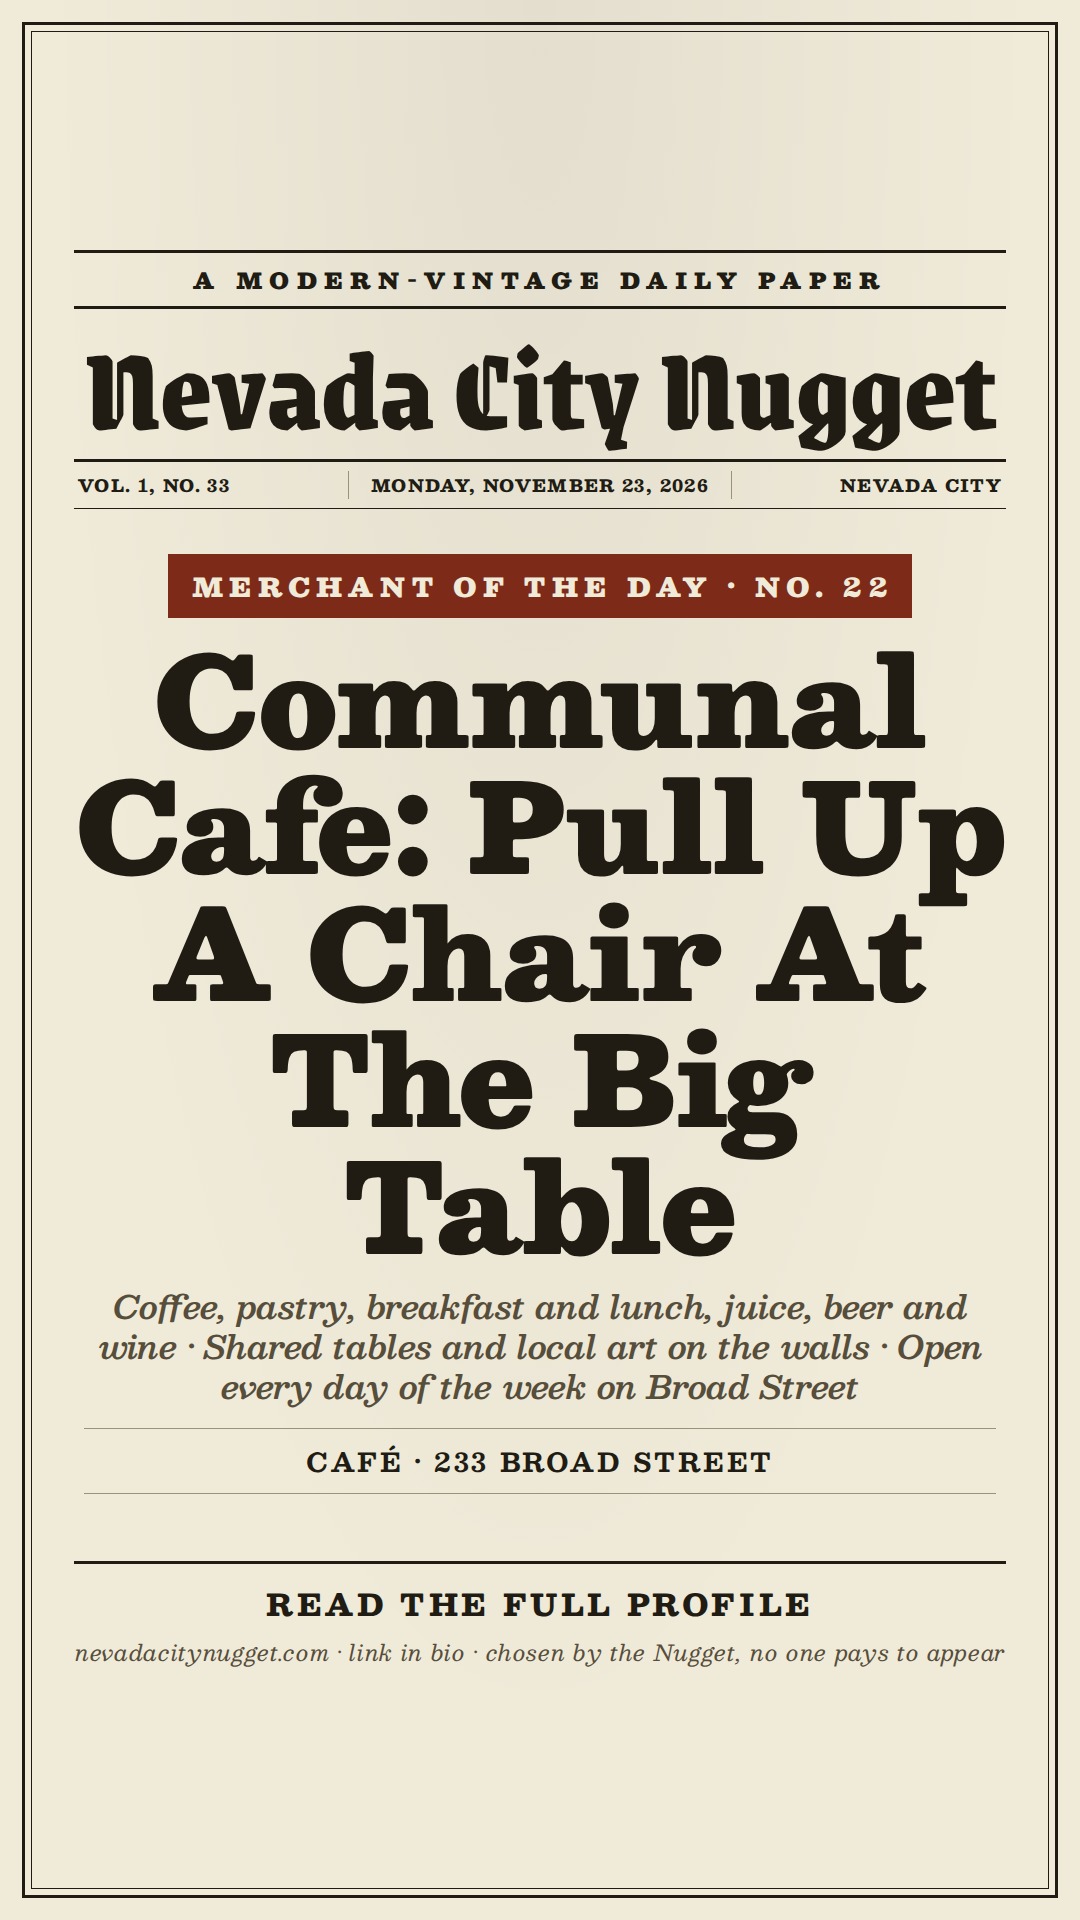 A MODERN-VINTAGE DAILY PAPER
Nevada City Nugget
VOL. 1, NO. 33
MONDAY, NOVEMBER 23, 2026
NEVADA CITY
MERCHANT OF THE DAY · NO. 22
Communal
Cafe: Pull Up
A Chair At
The Big
Table
Coffee, pastry, breakfast and lunch, juice, beer and
wine · Shared tables and local art on the walls · Open
every day of the week on Broad Street
CAFÉ · 233 BROAD STREET
READ THE FULL PROFILE
nevadacitynugget.com · link in bio · chosen by the Nugget, no one pays to appear